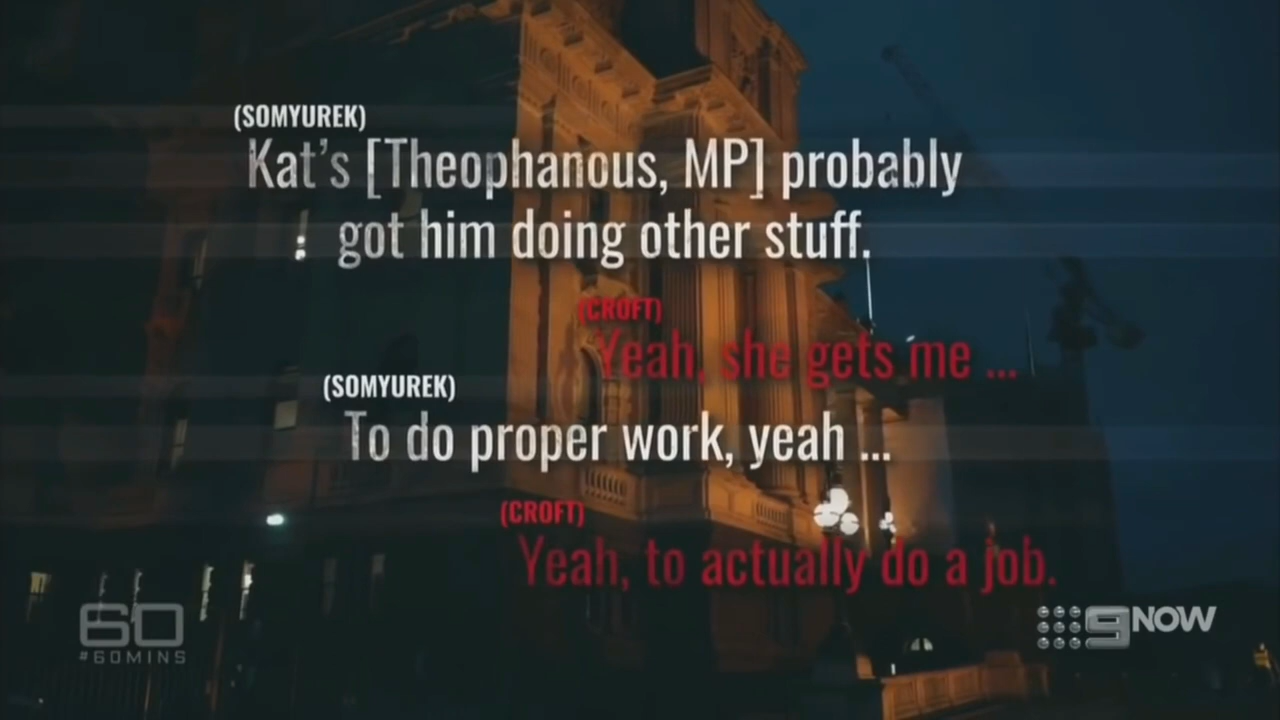 (SOMYUREK)
Kat's [Theophanous, MP] probably
got him doing other stuff.
(CROFT)
Yeah, she gets me ...
(SOMYUREK)
To do proper work, yeah ...
(CROFT)
Yeah, to actually do a job.
60
#60MINS
9NOW